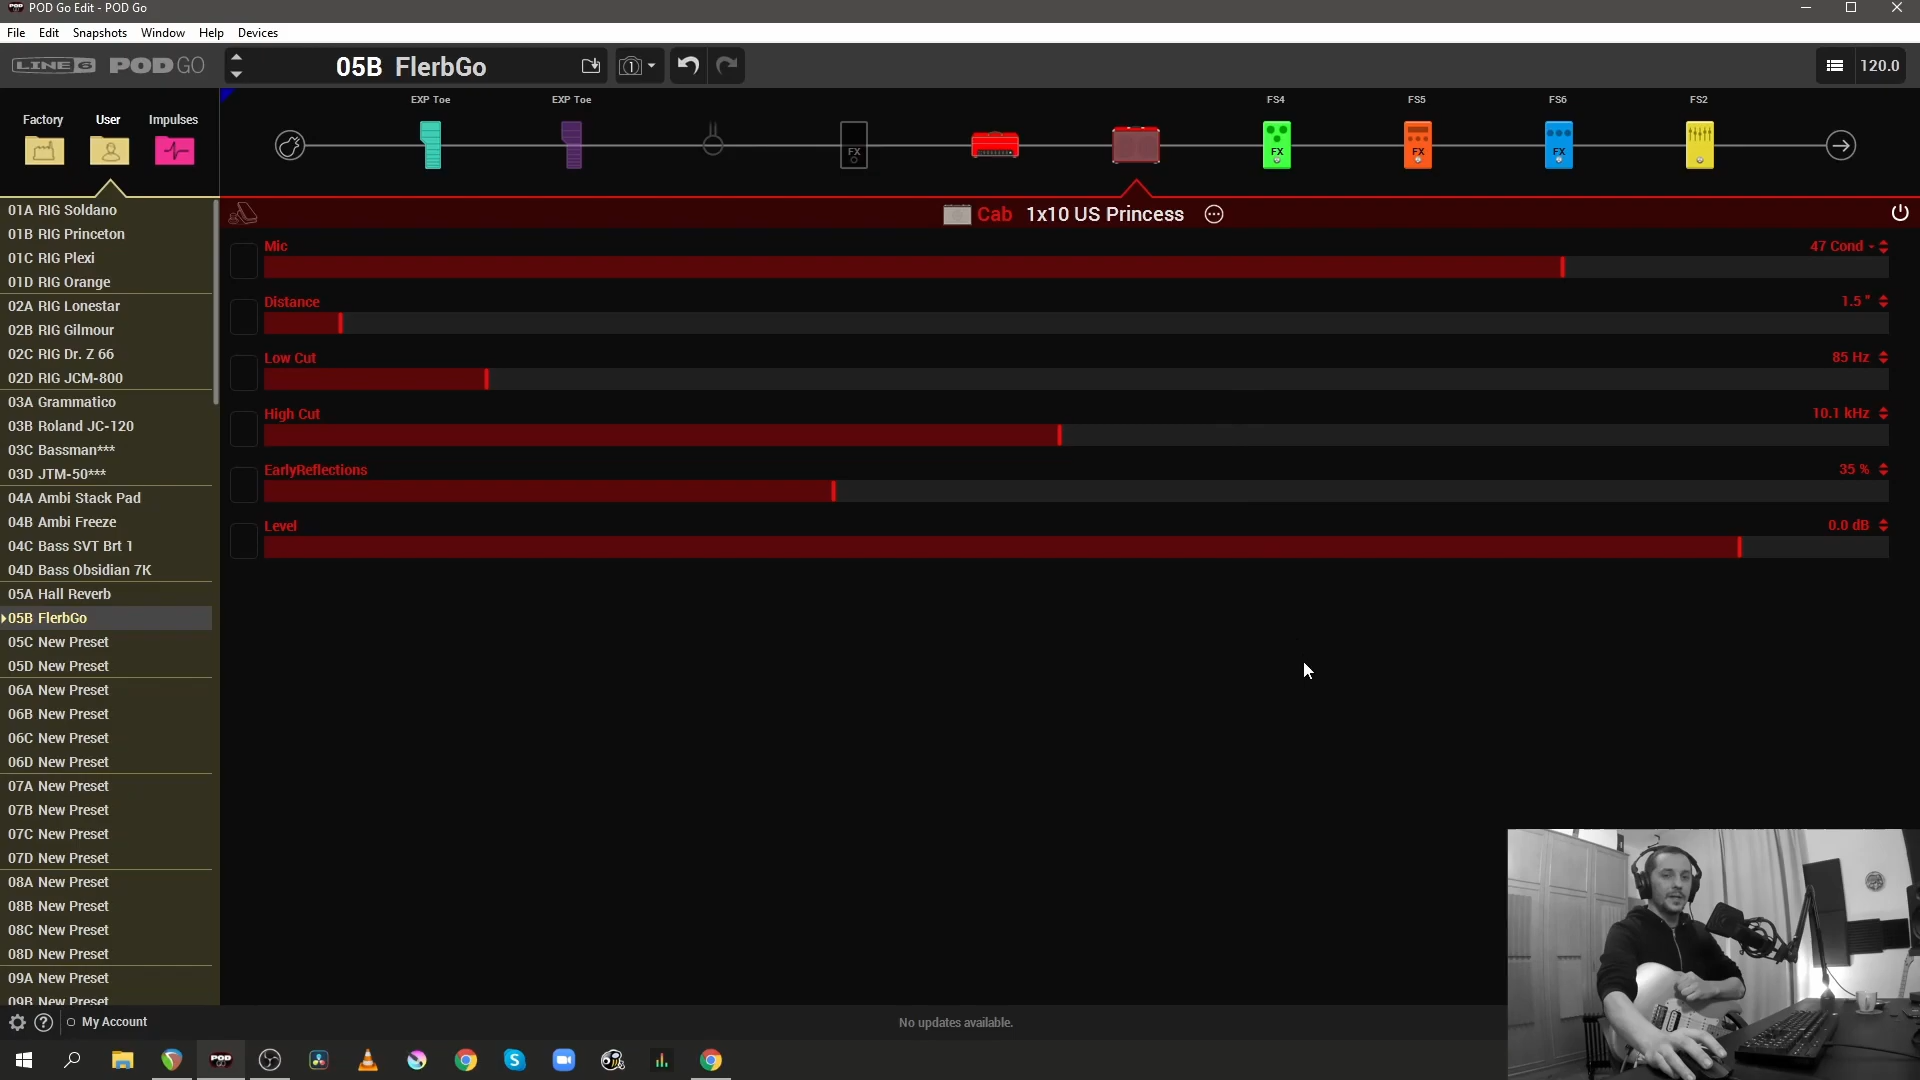 POD Go Edit - POD Go
File Edit Snapshots Window Help Devices
LINE 6 POD GO
05B FlerbGo
1
120.0
Factory User Impulses
EXP Toe EXP Toe FS4 FS5 FS6 FS2
FX FX FX FX
Cab 1x10 US Princess
Mic 47 Cond
Distance 1.5 "
Low Cut 85 Hz
High Cut 10.1 kHz
EarlyReflections 35 %
Level 0.0 dB
01A RIG Soldano
01B RIG Princeton
01C RIG Plexi
01D RIG Orange
02A RIG Lonestar
02B RIG Gilmour
02C RIG Dr. Z 66
02D RIG JCM-800
03A Grammatico
03B Roland JC-120
03C Bassman***
03D JTM-50***
04A Ambi Stack Pad
04B Ambi Freeze
04C Bass SVT Brt 1
04D Bass Obsidian 7K
05A Hall Reverb
05B FlerbGo
05C New Preset
05D New Preset
06A New Preset
06B New Preset
06C New Preset
06D New Preset
07A New Preset
07B New Preset
07C New Preset
07D New Preset
08A New Preset
08B New Preset
08C New Preset
08D New Preset
09A New Preset
09B New Preset
? My Account
No updates available.
POD